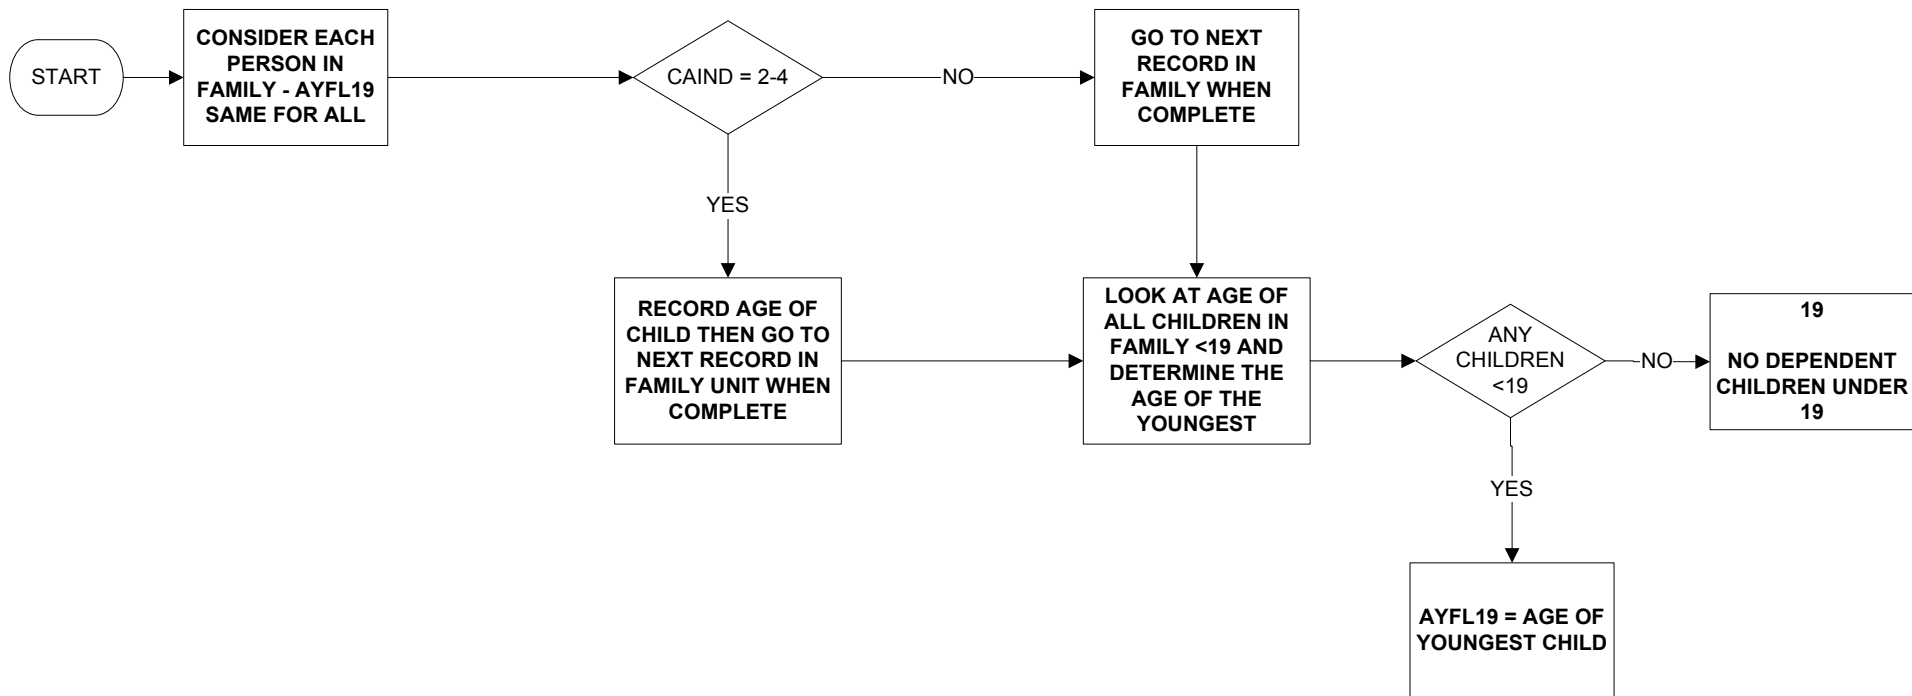 START
CONSIDER EACH
PERSON IN
FAMILY - AYFL19
SAME FOR ALL
CAIND = 2-4
NO
GO TO NEXT
RECORD IN
FAMILY WHEN
COMPLETE
YES
RECORD AGE OF
CHILD THEN GO TO
NEXT RECORD IN
FAMILY UNIT WHEN
COMPLETE
LOOK AT AGE OF
ALL CHILDREN IN
FAMILY <19 AND
DETERMINE THE
AGE OF THE
YOUNGEST
ANY
CHILDREN
<19
NO
19
NO DEPENDENT
CHILDREN UNDER
19
YES
AYFL19 = AGE OF
YOUNGEST CHILD